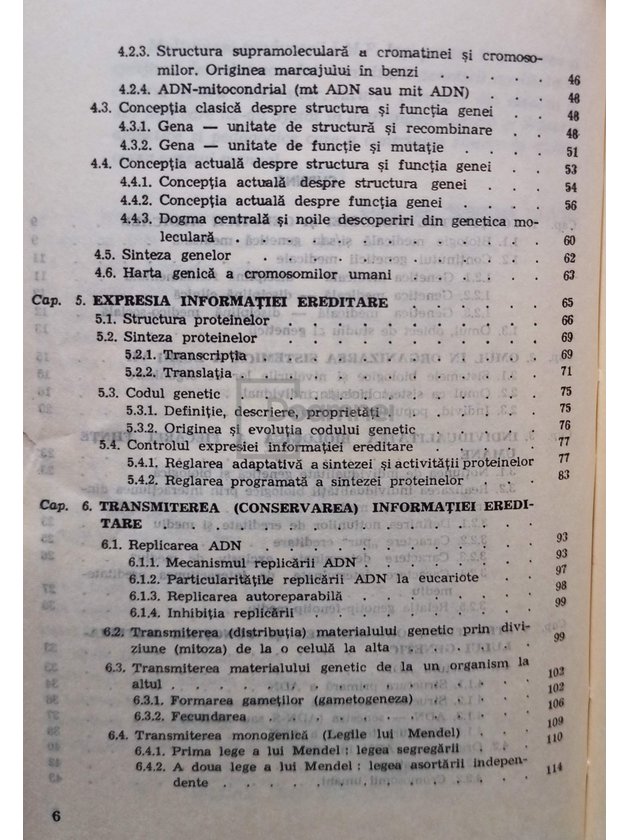 4.2.3. Structura supramoleculară a cromatinei și cromoso-
milor. Originea marcajului în benzi . . . . . 46
4.2.4. ADN-mitocondrial (mt ADN sau mit ADN) . . . . 48
4.3. Concepția clasică despre structura și funcția genei . . 48
4.3.1. Gena — unitate de structură și recombinare . . 48
4.3.2. Gena — unitate de funcție și mutație . . . . 51
4.4. Concepția actuală despre structura și funcția genei . . 53
4.4.1. Concepția actuală despre structura genei . . . 54
4.4.2. Concepția actuală despre funcția genei . . . . 56
4.4.3. Dogma centrală și noile descoperiri din genetica mo-
leculară . . . . . . . . . . 60
4.5. Sinteza genelor . . . . . . . . . 62
4.6. Harta genică a cromosomilor umani . . . . . 63
Cap. 5. EXPRESIA INFORMAȚIEI EREDITARE . . . . . 65
5.1. Structura proteinelor . . . . . . . . 66
5.2. Sinteza proteinelor . . . . . . . . 69
5.2.1. Transcripția . . . . . . . . 69
5.2.2. Translația . . . . . . . . 71
5.3. Codul genetic . . . . . . . . . 75
5.3.1. Definiție, descriere, proprietăți . . . . . 75
5.3.2. Originea și evoluția codului genetic . . . . 76
5.4. Controlul expresiei informației ereditare . . . . 77
5.4.1. Reglarea adaptativă a sintezei și activității proteinelor 77
5.4.2. Reglarea programată a sintezei proteinelor . . . 83
Cap. 6. TRANSMITEREA (CONSERVAREA) INFORMAȚIEI EREDI-
TARE . . . . . . . . . . . 93
6.1. Replicarea ADN . . . . . . . . . 93
6.1.1. Mecanismul replicării ADN . . . . . . 97
6.1.2. Particularitățile replicării ADN la eucariote . . . 98
6.1.3. Replicarea autoreparabilă . . . . . . 99
6.1.4. Inhibiția replicării . . . . . . .
6.2. Transmiterea (distribuția) materialului genetic prin divi-
ziune (mitoza) de la o celulă la alta . . . . . 99
6.3. Transmiterea materialului genetic de la un organism la
altul . . . . . . . . . . . 102
6.3.1. Formarea gameților (gametogeneza) . . . . 102
6.3.2. Fecundarea . . . . . . . . 106
6.4. Transmiterea monogenică (Legile lui Mendel) . . . 109
6.4.1. Prima lege a lui Mendel : legea segregării . . . 110
6.4.2. A doua lege a lui Mendel : legea asortării indepen-
dente . . . . . . . . . . 114
6